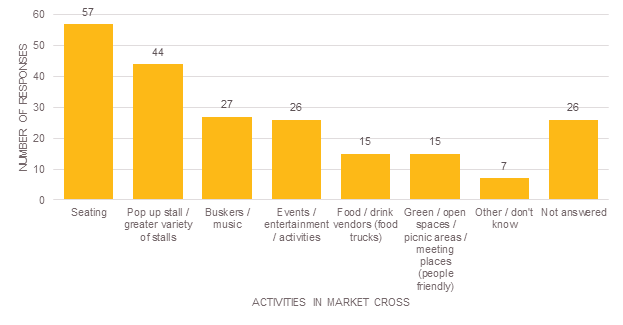 60
50
40
30
20
10
0
NUMBER OF RESPONSES
57
44
27
26
15
15
7
26
Seating
Pop up stall /
greater variety
of stalls
Buskers /
music
Events /
entertainment
/ activities
Food / drink
vendors (food
trucks)
Green / open
spaces /
picnic areas /
meeting
places
(people
friendly)
Other / don't
know
Not answered
ACTIVITIES IN MARKET CROSS